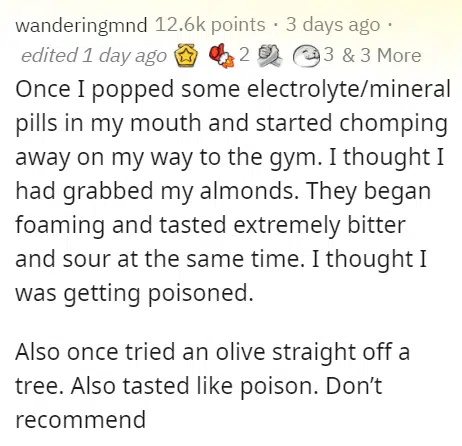 wanderingmnd 12.6k points · 3 days ago ·
edited 1 day ago 2 3 & 3 More
Once I popped some electrolyte/mineral
pills in my mouth and started chomping
away on my way to the gym. I thought I
had grabbed my almonds. They began
foaming and tasted extremely bitter
and sour at the same time. I thought I
was getting poisoned.
Also once tried an olive straight off a
tree. Also tasted like poison. Don’t
recommend